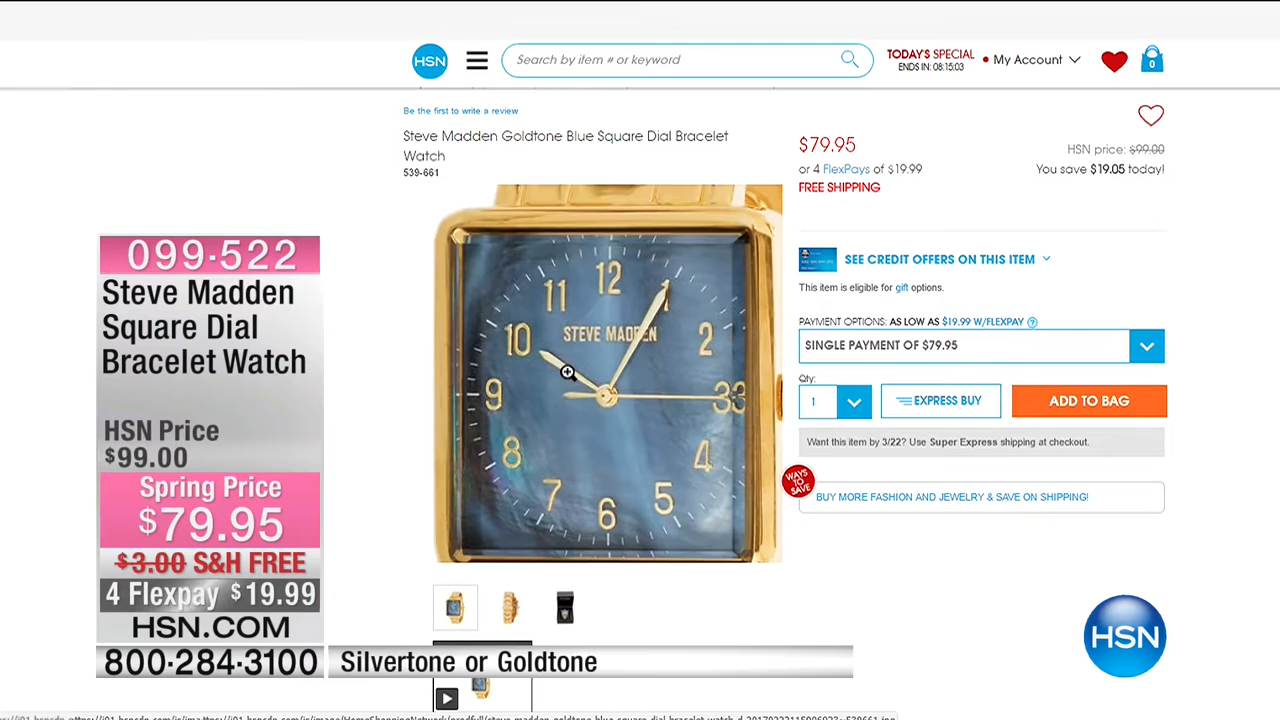 HSN
Search by item # or keyword
TODAY'S SPECIAL
ENDS IN: 08:15:03
My Account
0
Be the first to write a review
Steve Madden Goldtone Blue Square Dial Bracelet
Watch
539-661
$79.95
HSN price: $99.00
or 4 FlexPays of $19.99
You save $19.05 today!
FREE SHIPPING
SEE CREDIT OFFERS ON THIS ITEM
This item is eligible for gift options.
PAYMENT OPTIONS: AS LOW AS $19.99 W/FLEXPAY ?
SINGLE PAYMENT OF $79.95
Qty:
1
EXPRESS BUY
ADD TO BAG
Want this item by 3/22? Use Super Express shipping at checkout.
WAYS
TO
SAVE
BUY MORE FASHION AND JEWELRY & SAVE ON SHIPPING!
12
11
1
10
STEVE MADDEN
2
9
33
8
4
7
5
6
099-522
Steve Madden
Square Dial
Bracelet Watch
HSN Price
$99.00
Spring Price
$79.95
$3.00 S&H FREE
4 Flexpay $19.99
HSN.COM
800-284-3100
Silvertone or Goldtone
HSN